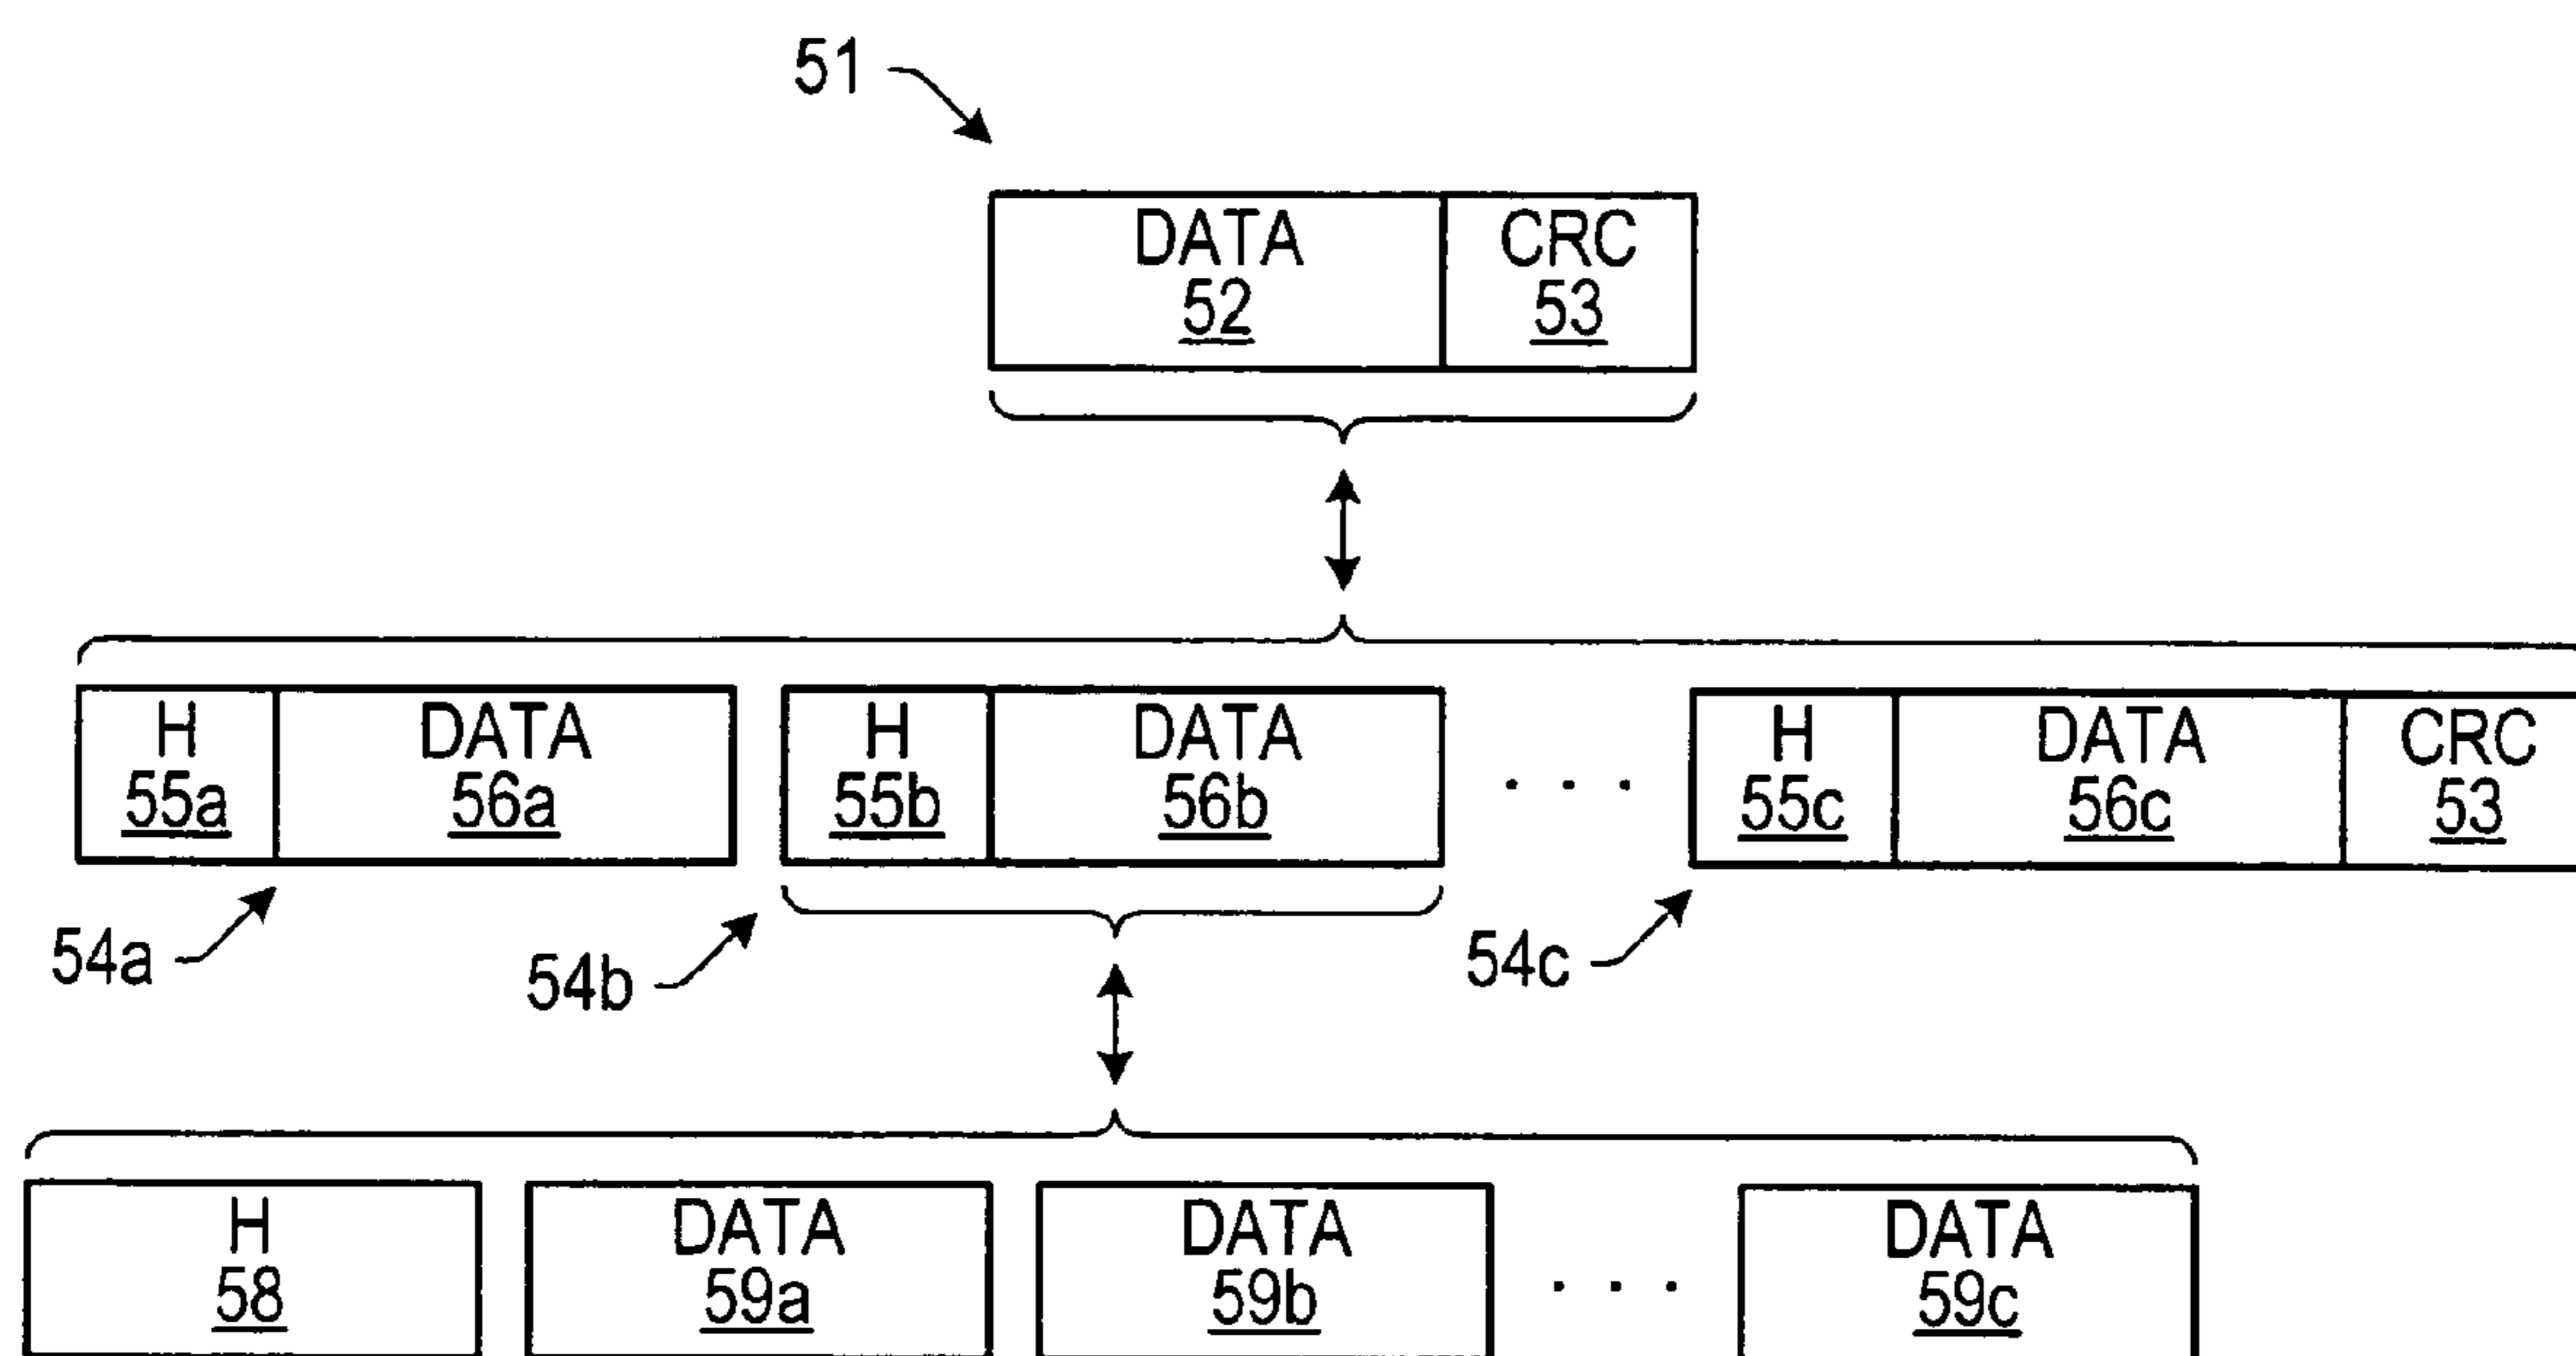 51
DATA CRC
52 53
H DATA H DATA . . . H DATA CRC
55a 56a 55b 56b 55c 56c 53
54a 54b 54c
H DATA DATA . . . DATA
58 59a 59b 59c